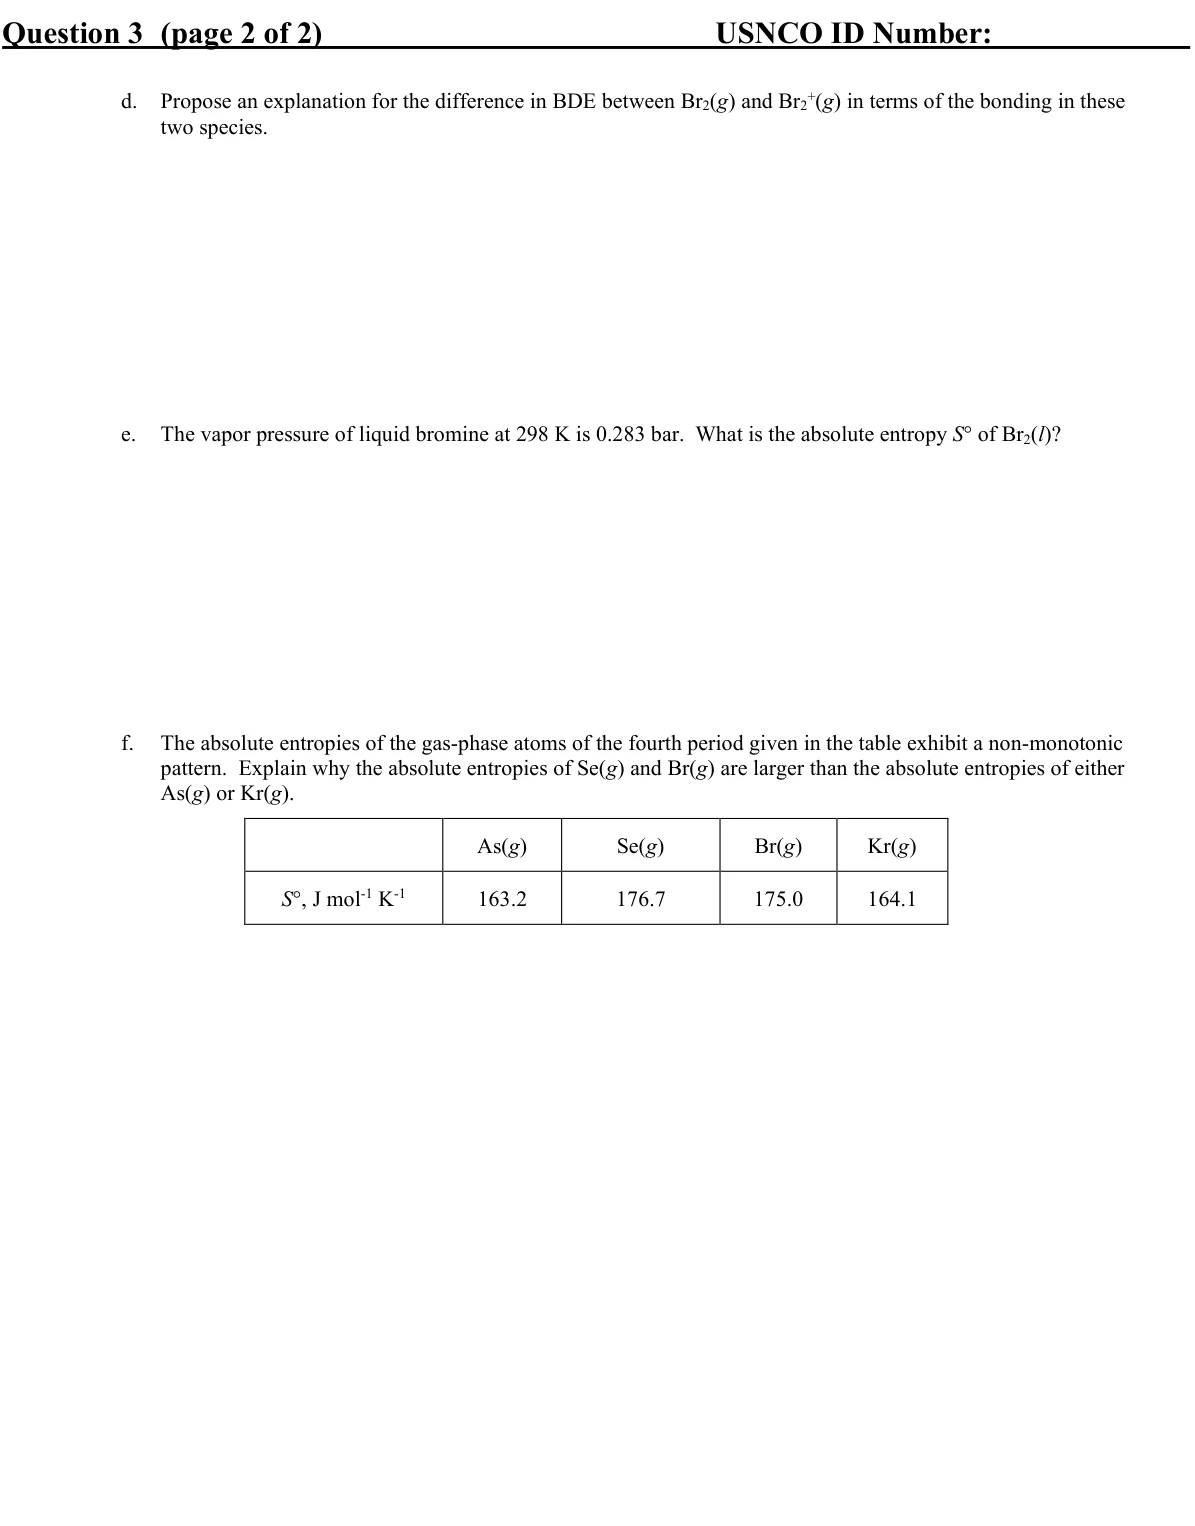 Question 3 (page 2 of 2) USNCO ID Number:
d. Propose an explanation for the difference in BDE between Br₂(g) and Br₂⁺(g) in terms of the bonding in these
two species.
e. The vapor pressure of liquid bromine at 298 K is 0.283 bar. What is the absolute entropy S° of Br₂(l)?
f. The absolute entropies of the gas-phase atoms of the fourth period given in the table exhibit a non-monotonic
pattern. Explain why the absolute entropies of Se(g) and Br(g) are larger than the absolute entropies of either
As(g) or Kr(g).
As(g) Se(g) Br(g) Kr(g)
S°, J mol⁻¹ K⁻¹ 163.2 176.7 175.0 164.1